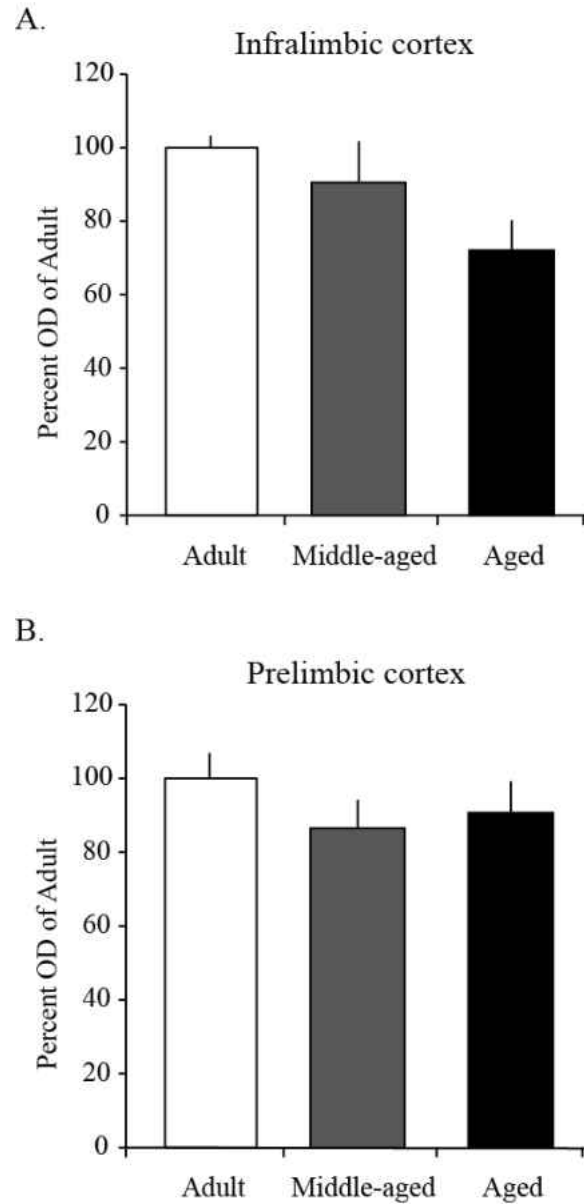 A.
Infralimbic cortex
120
100
80
60
40
20
0
Percent OD of Adult
Adult Middle-aged Aged
B.
Prelimbic cortex
120
100
80
60
40
20
0
Percent OD of Adult
Adult Middle-aged Aged